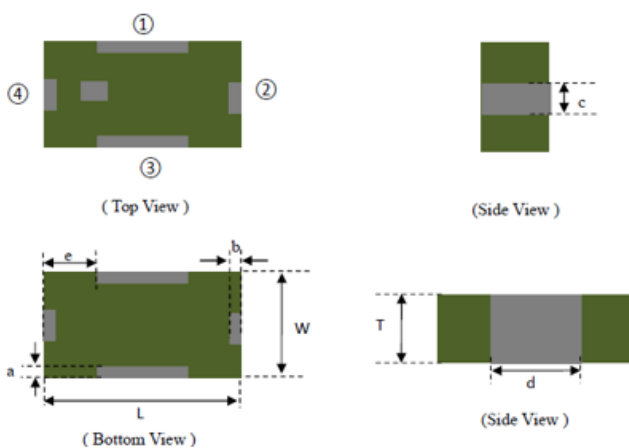 ①
④
②
③
c
( Top View )
(Side View)
e
b
W
T
a
d
L
( Bottom View )
(Side View)